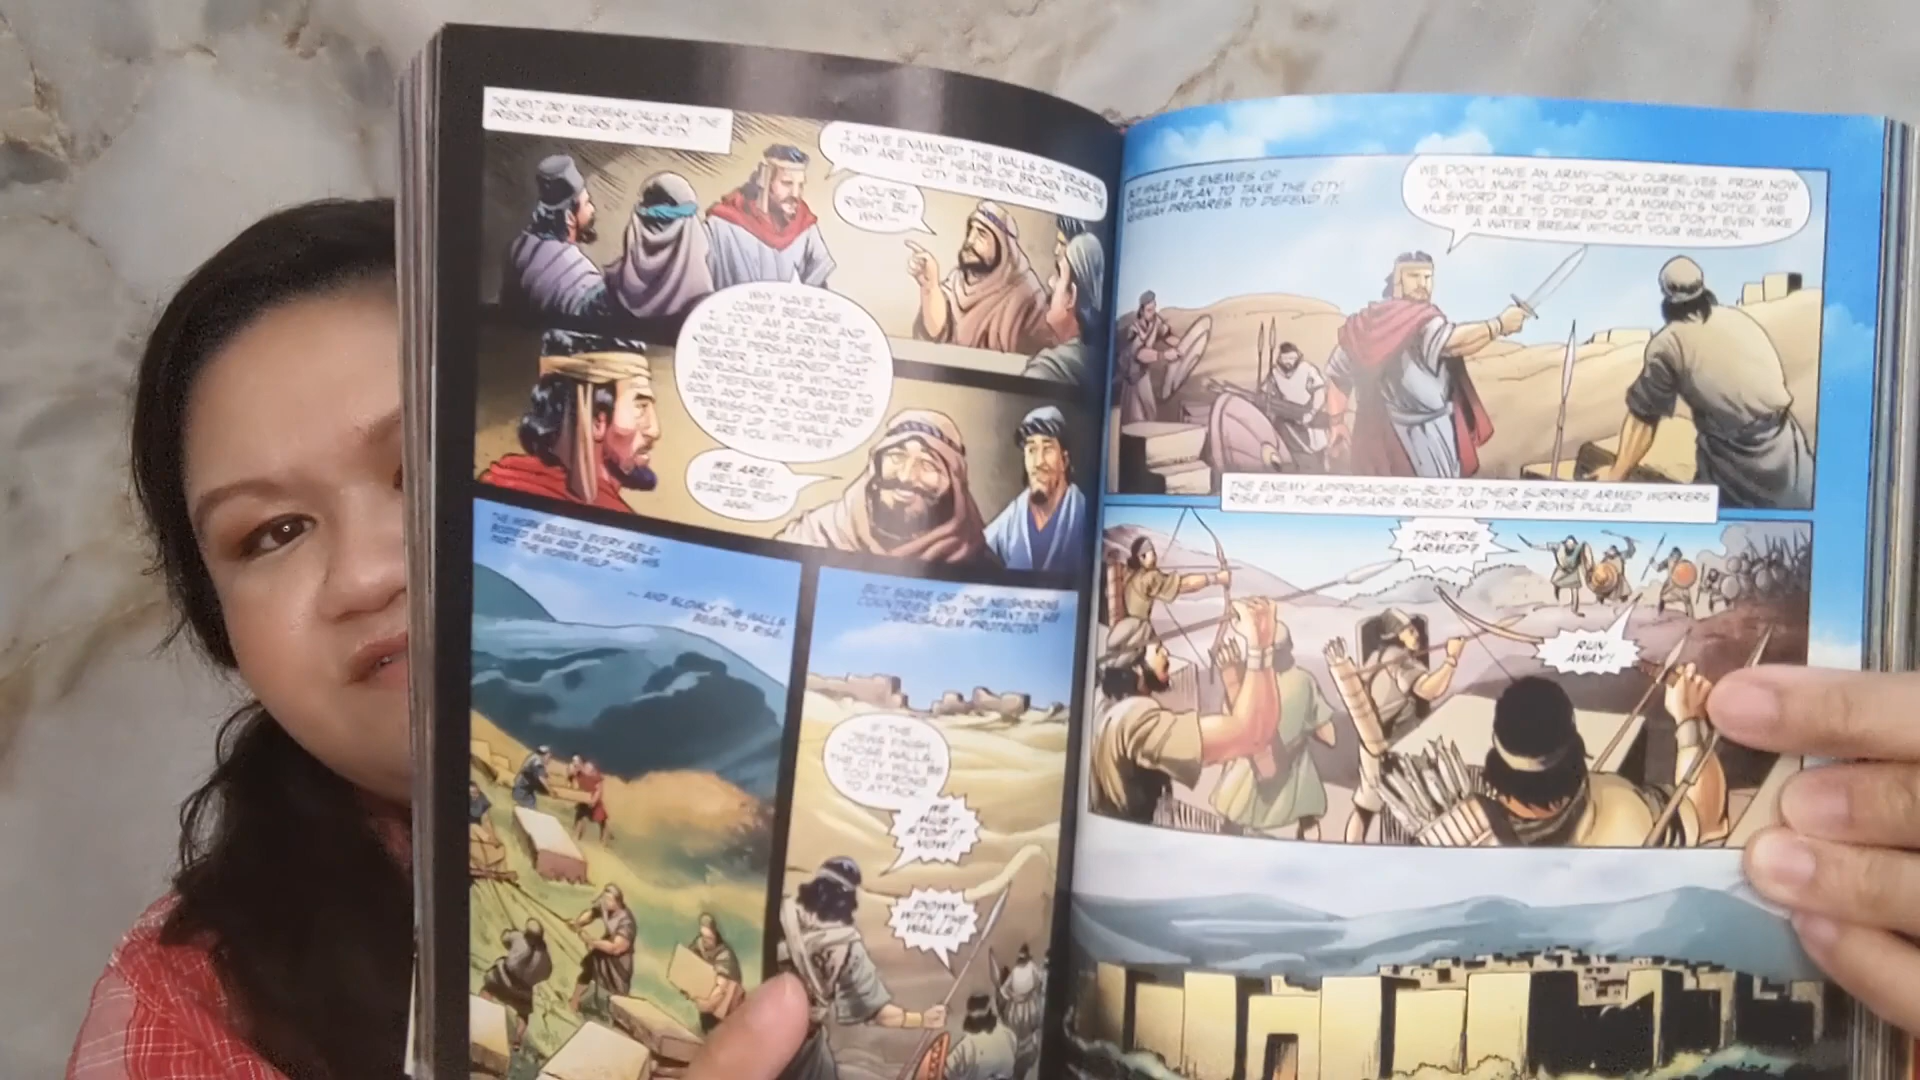 THE NEXT DAY NEHEMIAH CALLS ON THE
PRIESTS AND RULERS OF THE CITY.
I HAVE EXAMINED THE WALLS OF JERUSALEM.
THEY ARE JUST HEAPS OF BROKEN STONE. THE
CITY IS DEFENSELESS.
YOU'RE
RIGHT, BUT
WHY—
WHY HAVE I
COME? BECAUSE
I, TOO, AM A JEW, AND
WHILE I WAS SERVING THE
KING OF PERSIA AS HIS CUP-
BEARER, I LEARNED THAT
JERUSALEM WAS WITHOUT
ANY DEFENSE. I PRAYED TO
GOD, AND THE KING GAVE ME
PERMISSION TO COME AND
BUILD UP THE WALLS.
ARE YOU WITH ME?
WE ARE!
WE'LL GET
STARTED RIGHT
AWAY.
THE WORK BEGINS. EVERY ABLE-
BODIED MAN AND BOY DOES HIS
PART. THE WOMEN HELP—
... AND SLOWLY THE WALLS
BEGIN TO RISE.
BUT SOME OF THE NEIGHBORING
COUNTRIES DO NOT WANT TO SEE
JERUSALEM PROTECTED.
IF THE
JEWS FINISH
THOSE WALLS,
THE CITY WILL BE
TOO STRONG
TO ATTACK.
WE
MUST
STOP IT
NOW!
DOWN
WITH THE
WALLS!
BUT WHILE THE ENEMIES OF
JERUSALEM PLAN TO TAKE THE CITY,
NEHEMIAH PREPARES TO DEFEND IT.
WE DON'T HAVE AN ARMY—ONLY OURSELVES. FROM NOW
ON, YOU MUST HOLD YOUR HAMMER IN ONE HAND AND
A SWORD IN THE OTHER. AT A MOMENT'S NOTICE, WE
MUST BE ABLE TO DEFEND OUR CITY. DON'T EVEN TAKE
A WATER BREAK WITHOUT YOUR WEAPON.
THE ENEMY APPROACHES—BUT TO THEIR SURPRISE ARMED WORKERS
RISE UP, THEIR SPEARS RAISED AND THEIR BOWS PULLED.
THEY'RE
ARMED?
RUN
AWAY!